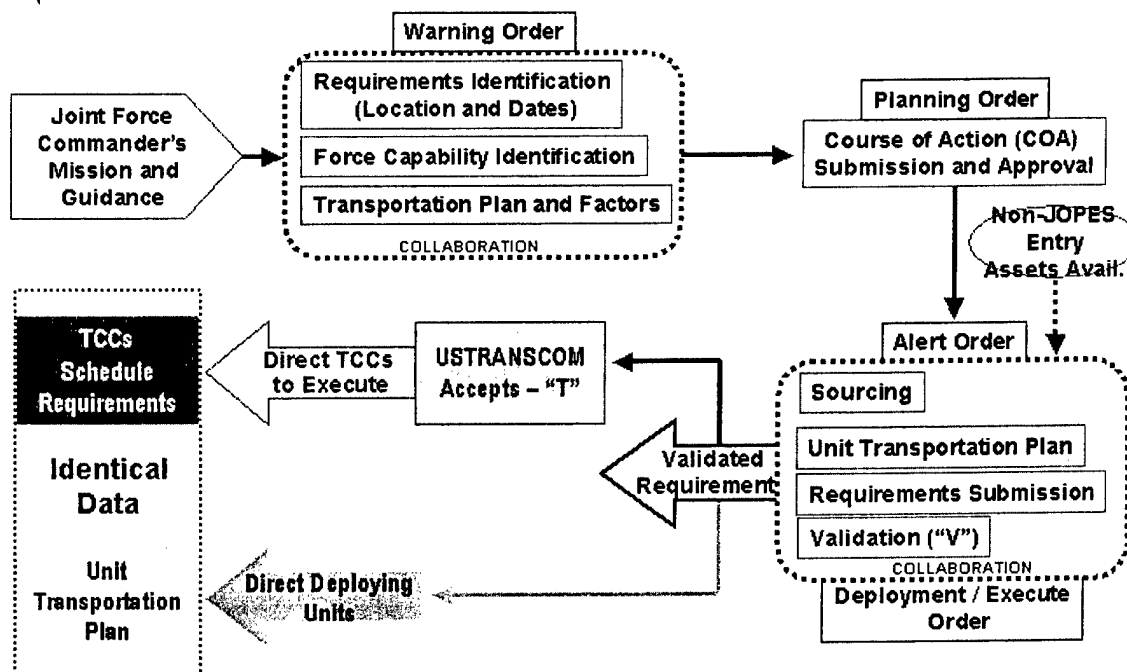 Warning Order
Joint Force
Commander's
Mission and
Guidance
Requirements Identification
(Location and Dates)
Force Capability Identification
Transportation Plan and Factors
COLLABORATION
Planning Order
Course of Action (COA)
Submission and Approval
Non-JOPES
Entry
Assets Avail.
Alert Order
Sourcing
Unit Transportation Plan
Requirements Submission
Validation ("V")
COLLABORATION
Deployment / Execute
Order
Validated
Requirement
USTRANSCOM
Accepts – "T"
Direct TCCs
to Execute
TCCs
Schedule
Requirements
Identical
Data
Unit
Transportation
Plan
Direct Deploying
Units